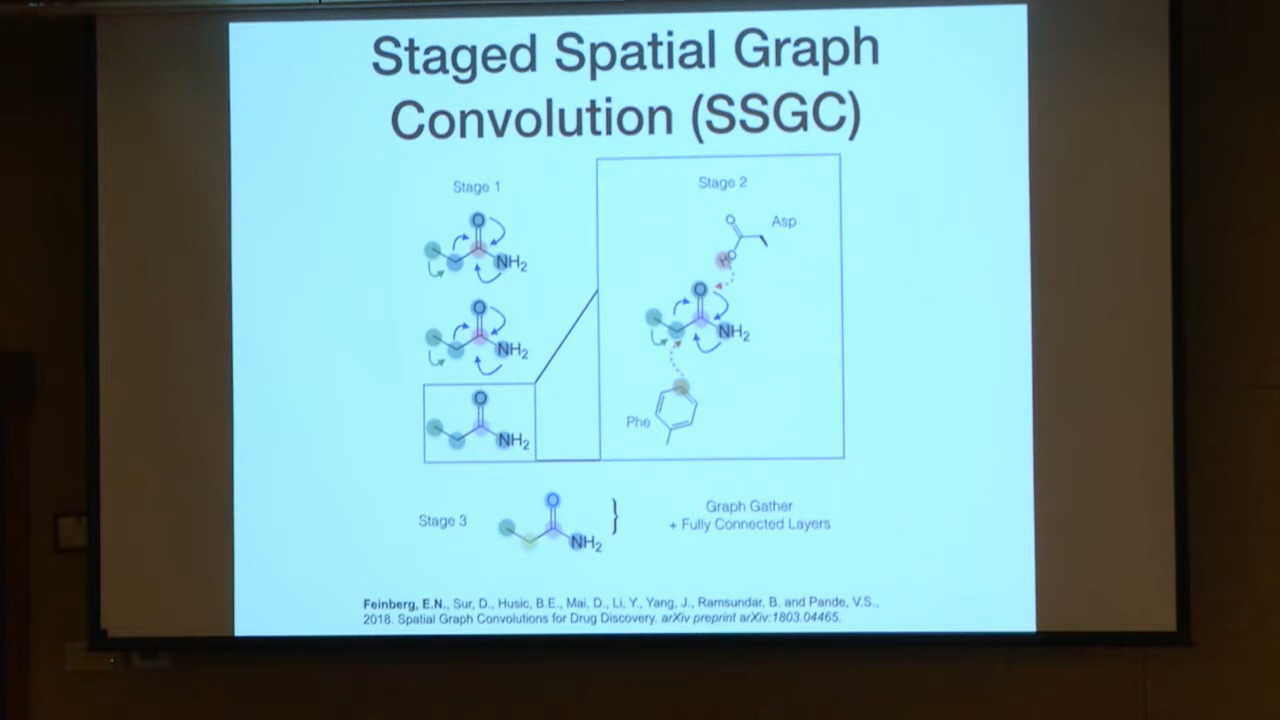 Staged Spatial Graph
Convolution (SSGC)
Stage 1
O
NH2
O
NH2
O
NH2
Stage 2
O
Asp
HO
O
NH2
Phe
Stage 3
O
NH2
}
Graph Gather
+ Fully Connected Layers
Feinberg, E.N., Sur, D., Husic, B.E., Mai, D., Li, Y., Yang, J., Ramsundar, B. and Pande, V.S.,
2018. Spatial Graph Convolutions for Drug Discovery. arXiv preprint arXiv:1803.04465.